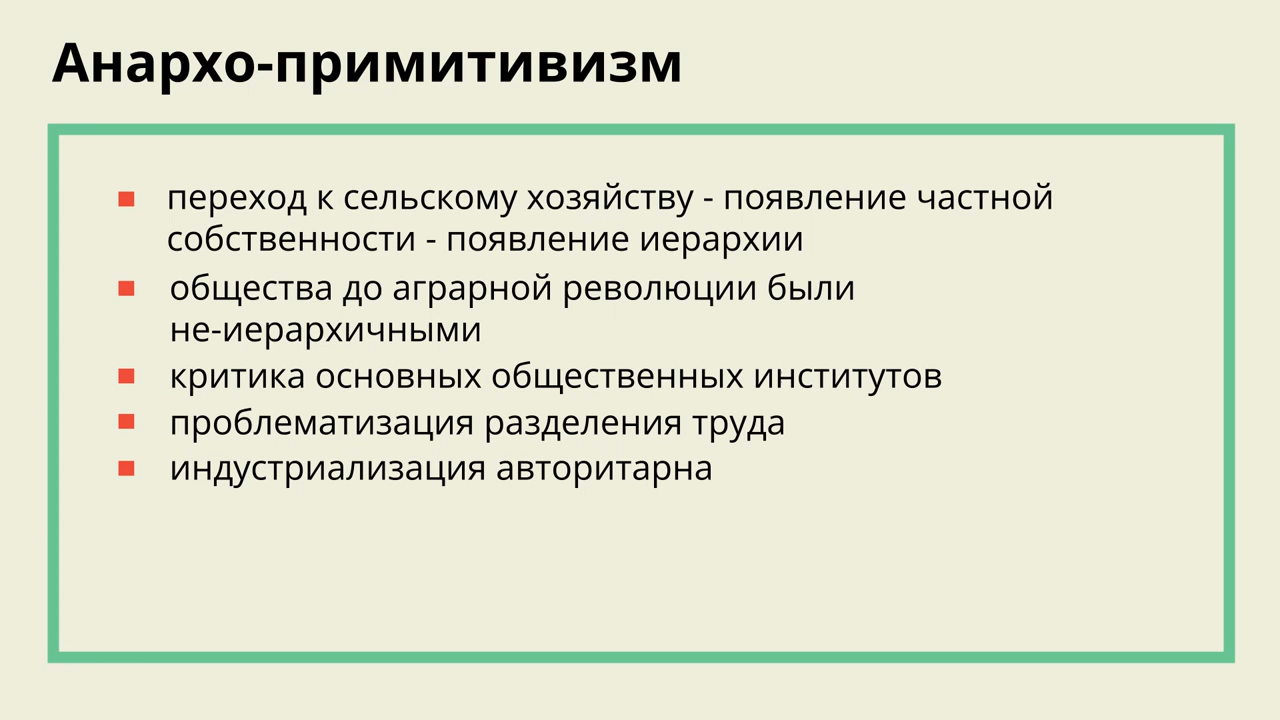 Анархо-примитивизм
переход к сельскому хозяйству - появление частной
собственности - появление иерархии
общества до аграрной революции были
не-иерархичными
критика основных общественных институтов
проблематизация разделения труда
индустриализация авторитарна